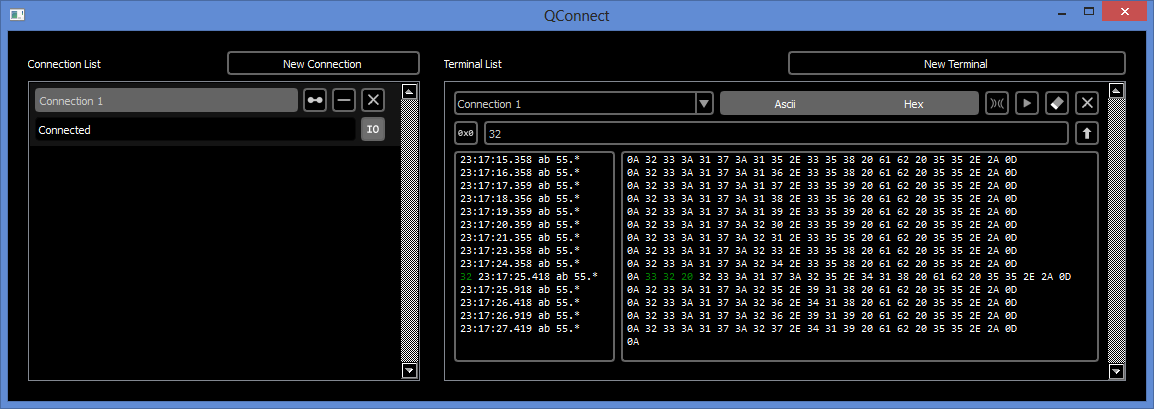 QConnect
Connection List
New Connection
Connection 1
Connected
IO
Terminal List
New Terminal
Connection 1
Ascii
Hex
0x0
32
23:17:15.358 ab 55.*
23:17:16.358 ab 55.*
23:17:17.359 ab 55.*
23:17:18.356 ab 55.*
23:17:19.359 ab 55.*
23:17:20.359 ab 55.*
23:17:21.355 ab 55.*
23:17:23.358 ab 55.*
23:17:24.358 ab 55.*
32 23:17:25.418 ab 55.*
23:17:25.918 ab 55.*
23:17:26.418 ab 55.*
23:17:26.919 ab 55.*
23:17:27.419 ab 55.*
0A 32 33 3A 31 37 3A 31 35 2E 33 35 38 20 61 62 20 35 35 2E 2A 0D
0A 32 33 3A 31 37 3A 31 36 2E 33 35 38 20 61 62 20 35 35 2E 2A 0D
0A 32 33 3A 31 37 3A 31 37 2E 33 35 39 20 61 62 20 35 35 2E 2A 0D
0A 32 33 3A 31 37 3A 31 38 2E 33 35 36 20 61 62 20 35 35 2E 2A 0D
0A 32 33 3A 31 37 3A 31 39 2E 33 35 39 20 61 62 20 35 35 2E 2A 0D
0A 32 33 3A 31 37 3A 32 30 2E 33 35 39 20 61 62 20 35 35 2E 2A 0D
0A 32 33 3A 31 37 3A 32 31 2E 33 35 35 20 61 62 20 35 35 2E 2A 0D
0A 32 33 3A 31 37 3A 32 33 2E 33 35 38 20 61 62 20 35 35 2E 2A 0D
0A 32 33 3A 31 37 3A 32 34 2E 33 35 38 20 61 62 20 35 35 2E 2A 0D
0A 33 32 20 32 33 3A 31 37 3A 32 35 2E 34 31 38 20 61 62 20 35 35 2E 2A 0D
0A 32 33 3A 31 37 3A 32 35 2E 39 31 38 20 61 62 20 35 35 2E 2A 0D
0A 32 33 3A 31 37 3A 32 36 2E 34 31 38 20 61 62 20 35 35 2E 2A 0D
0A 32 33 3A 31 37 3A 32 36 2E 39 31 39 20 61 62 20 35 35 2E 2A 0D
0A 32 33 3A 31 37 3A 32 37 2E 34 31 39 20 61 62 20 35 35 2E 2A 0D
0A